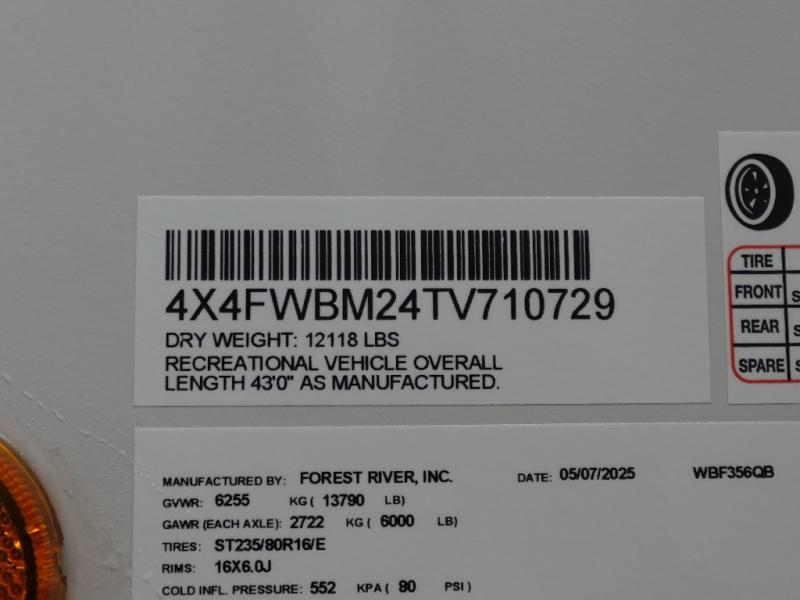 4X4FWBM24TV710729
DRY WEIGHT: 12118 LBS
RECREATIONAL VEHICLE OVERALL
LENGTH 43'0" AS MANUFACTURED.
TIRE
FRONT S
REAR S
SPARE S
MANUFACTURED BY: FOREST RIVER, INC. DATE: 05/07/2025 WBF356QB
GVWR: 6255 KG ( 13790 LB)
GAWR (EACH AXLE): 2722 KG ( 6000 LB)
TIRES: ST235/80R16/E
RIMS: 16X6.0J
COLD INFL. PRESSURE: 552 KPA ( 80 PSI )